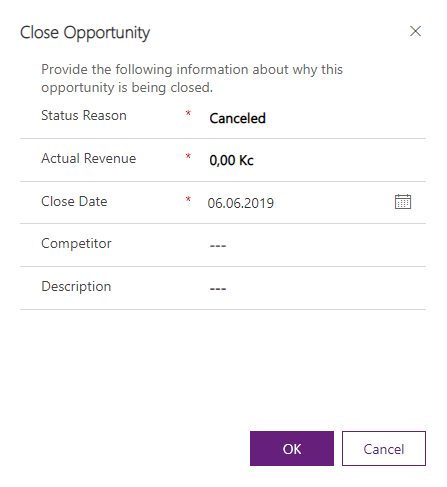 Close Opportunity
Provide the following information about why this
opportunity is being closed.
Status Reason * Canceled
Actual Revenue * 0,00 Kc
Close Date * 06.06.2019
Competitor ---
Description ---
OK Cancel